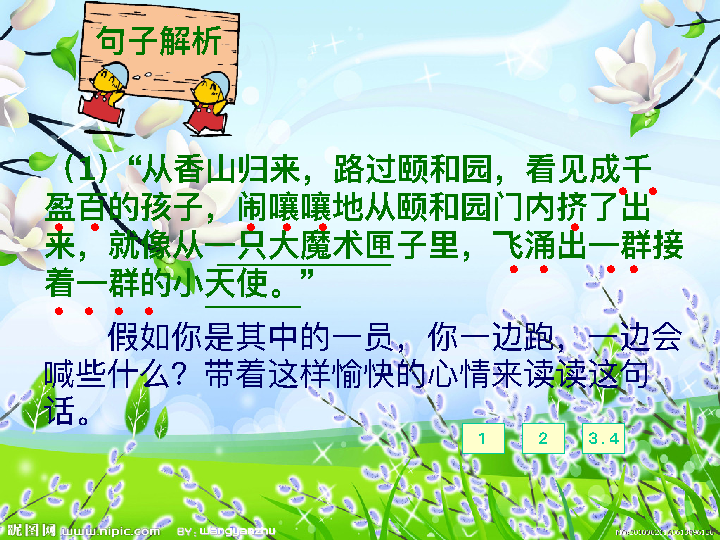 句子解析
（1）“从香山归来，路过颐和园，看见成千
盈百的孩子，闹嚷嚷地从颐和园门内挤了出
来，就像从一只大魔术匣子里，飞涌出一群接
着一群的小天使。”
假如你是其中的一员，你一边跑，一边会
喊些什么？带着这样愉快的心情来读读这句
话。
1 2 3.4
昵图网 www.nipic.com BY: wangyanzhu